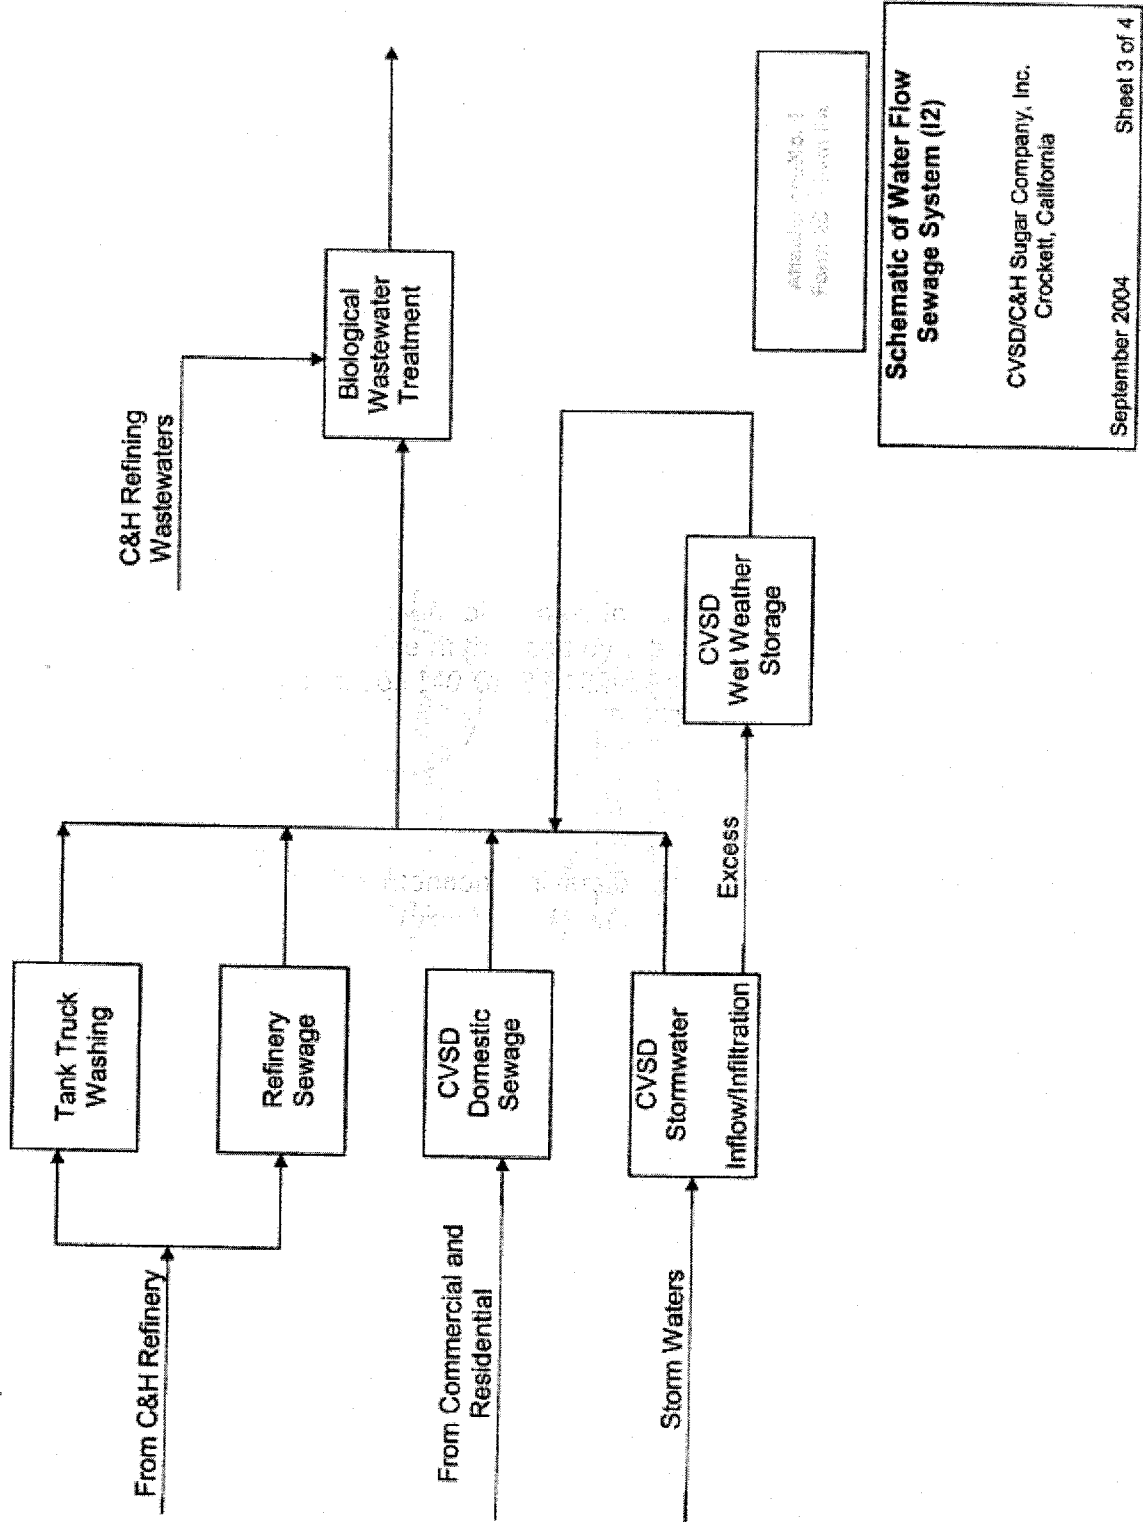 From C&H Refinery
Tank Truck
Washing
Refinery
Sewage
From Commercial and
Residential
CVSD
Domestic
Sewage
Storm Waters
CVSD
Stormwater
Inflow/Infiltration
Excess
CVSD
Wet Weather
Storage
C&H Refining
Wastewaters
Biological
Wastewater
Treatment
Schematic of Water Flow
Sewage System (I2)
CVSD/C&H Sugar Company, Inc.
Crockett, California
September 2004
Sheet 3 of 4